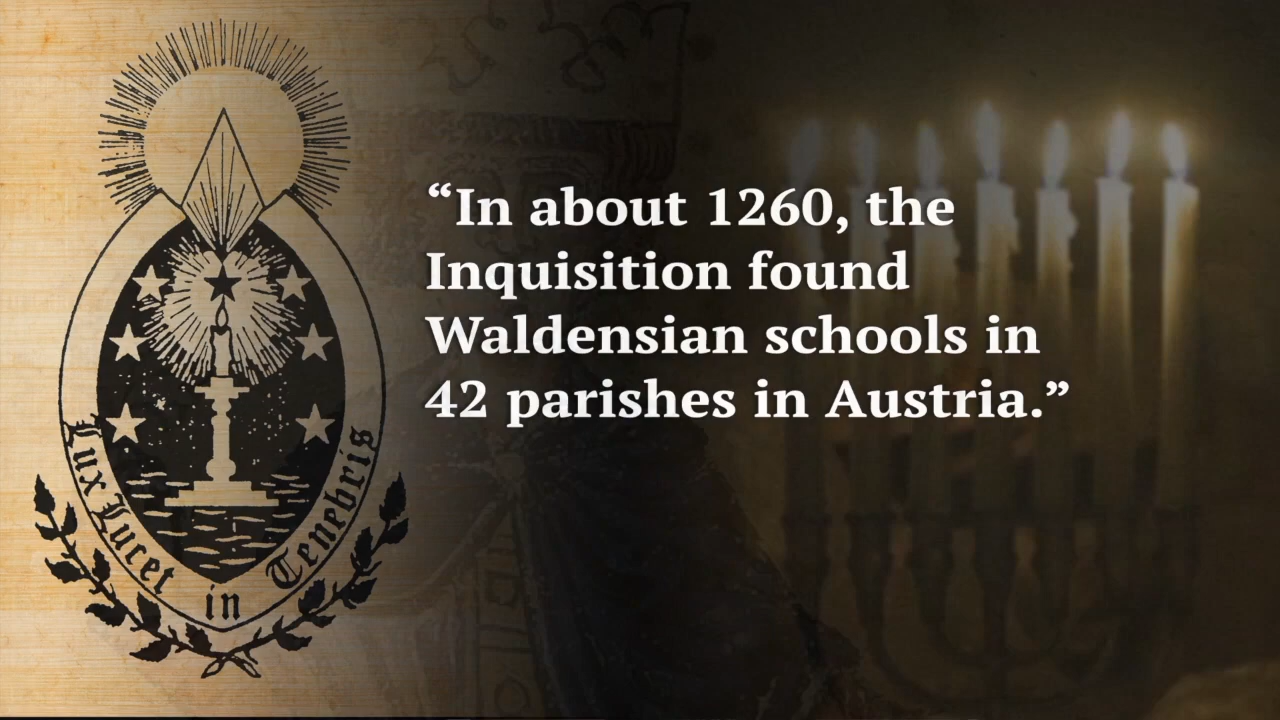 “In about 1260, the
Inquisition found
Waldensian schools in
42 parishes in Austria.”
Lux Lucet in Tenebris